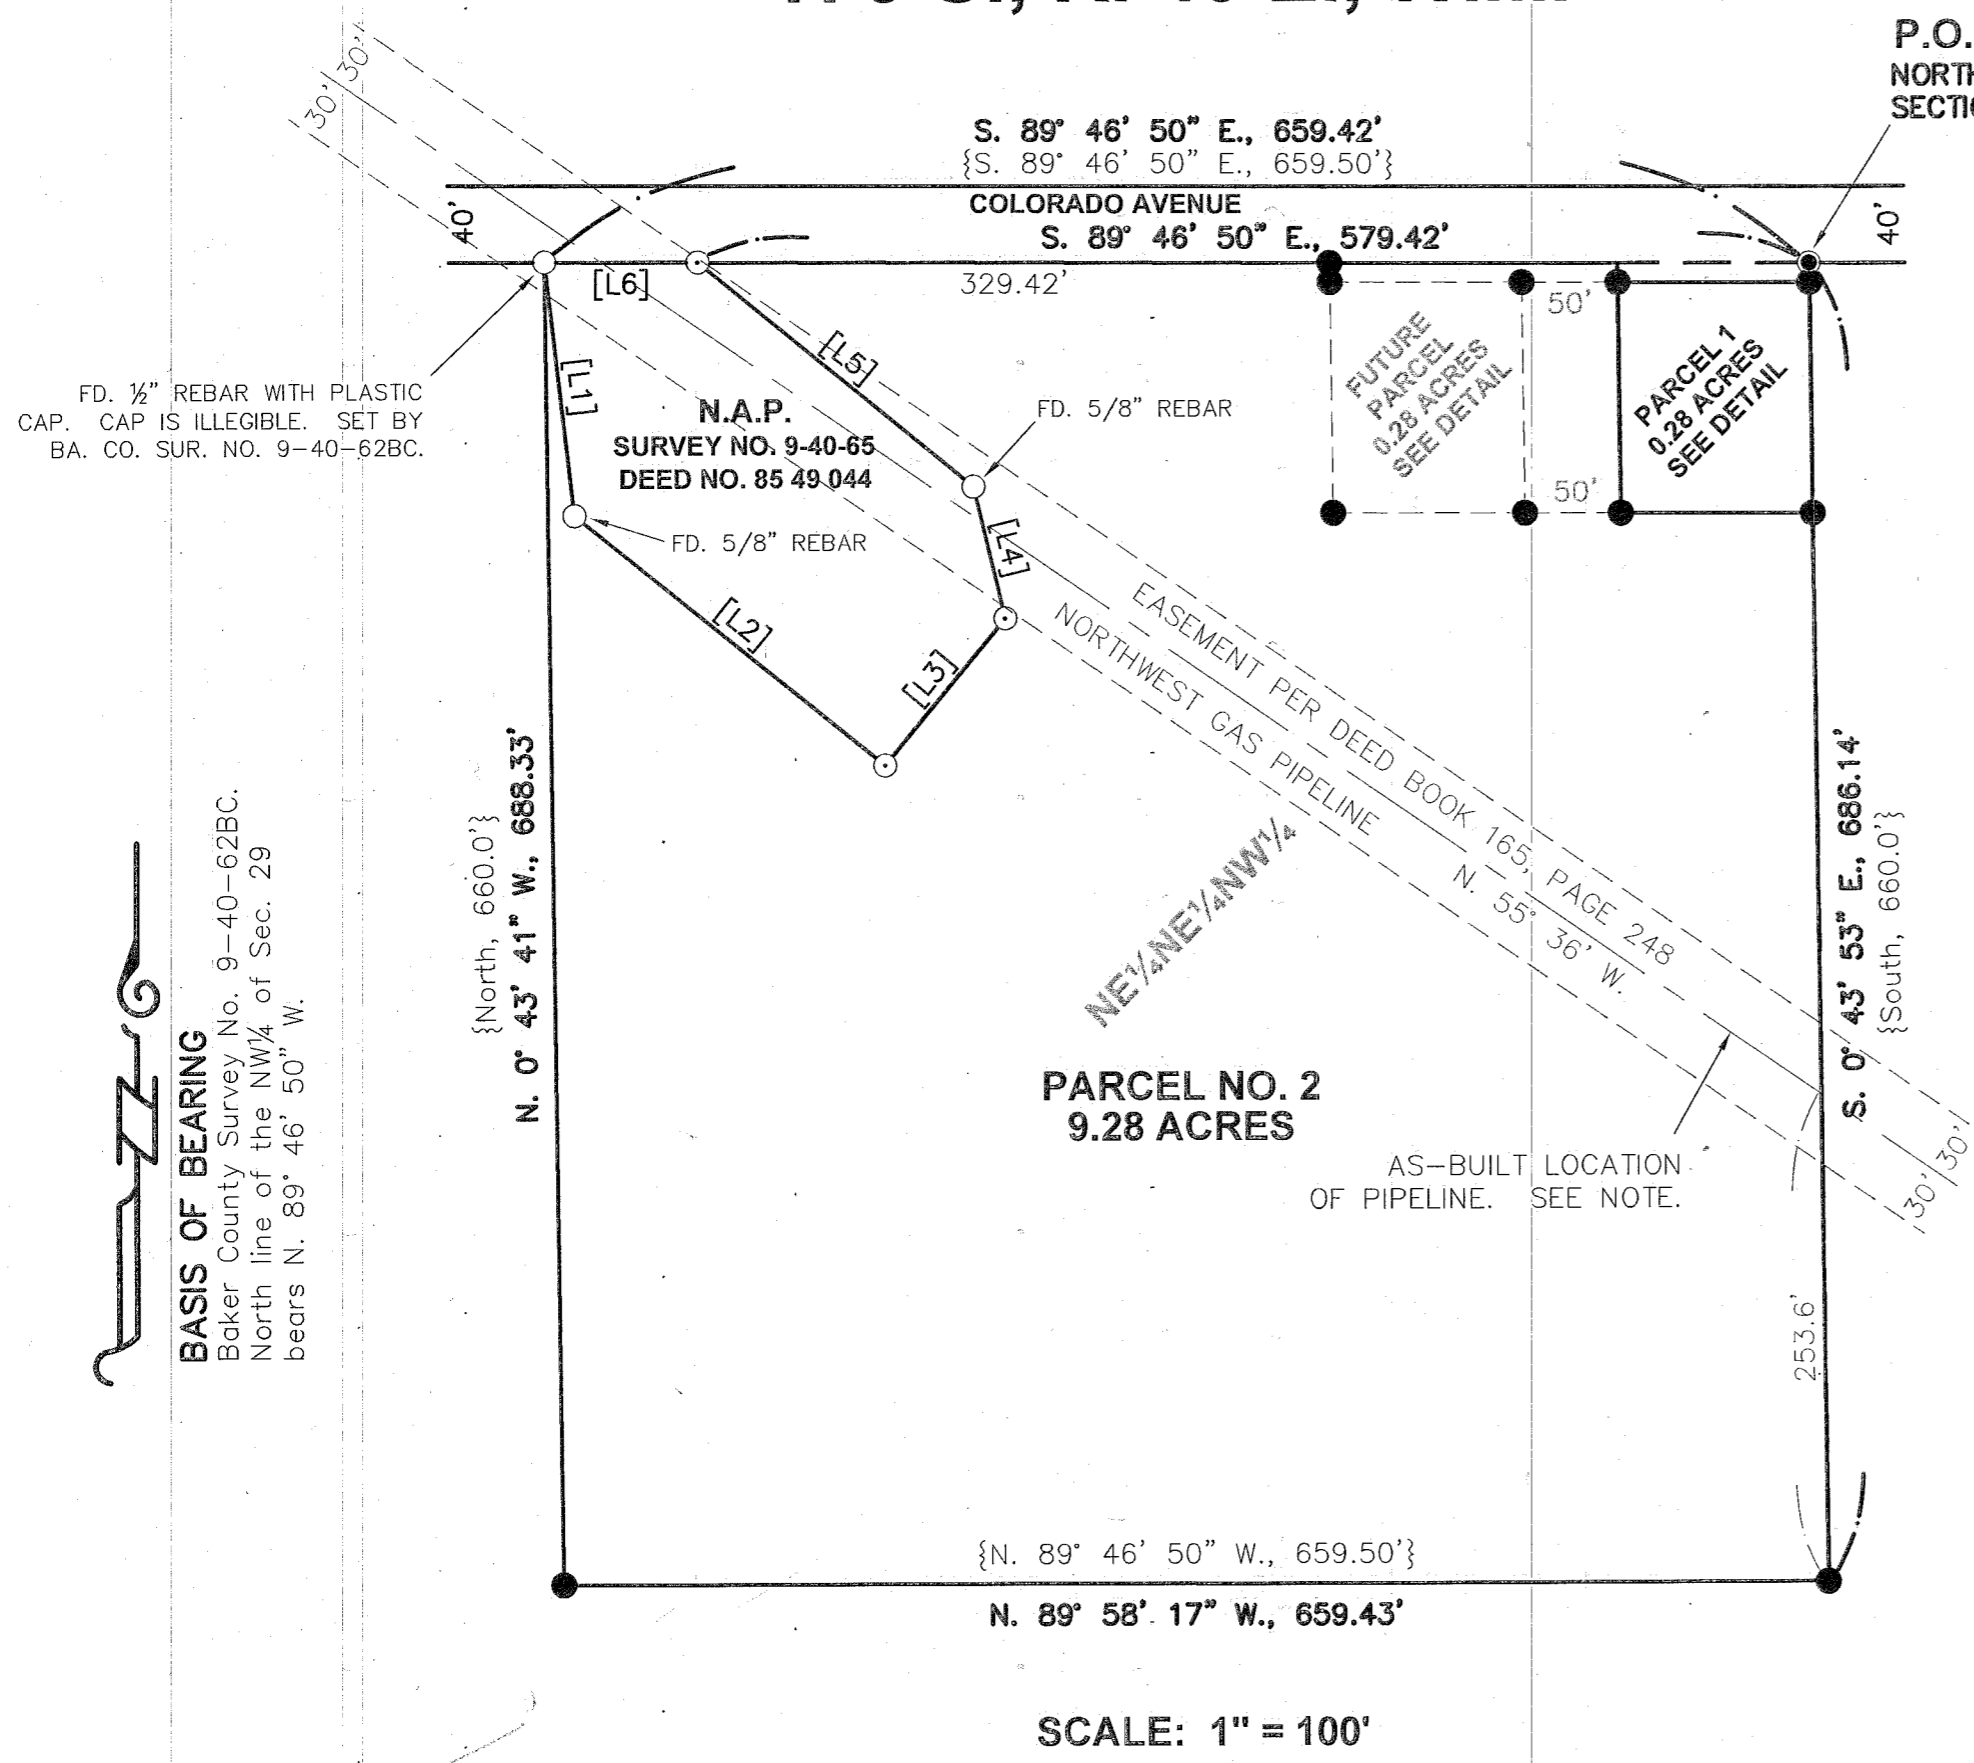 P.O.
NORTH
SECTIO
30'
30'
S. 89° 46' 50" E., 659.42'
{S. 89° 46' 50" E., 659.50'}
COLORADO AVENUE
40'
40'
S. 89° 46' 50" E., 579.42'
[L6]
329.42'
50'
FUTURE
PARCEL
0.28 ACRES
SEE DETAIL
PARCEL 1
0.28 ACRES
SEE DETAIL
50'
[L1]
[L5]
FD. ½" REBAR WITH PLASTIC
CAP. CAP IS ILLEGIBLE. SET BY
BA. CO. SUR. NO. 9-40-62BC.
N.A.P.
SURVEY NO. 9-40-65
DEED NO. 85 49 044
FD. 5/8" REBAR
FD. 5/8" REBAR
[L4]
[L2]
[L3]
EASEMENT PER DEED BOOK 165, PAGE 248
NORTHWEST GAS PIPELINE
N. 55° 36' W.
{North, 660.0'}
N. 0° 43' 41" W., 688.33'
S. 0° 43' 53" E., 686.14'
{South, 660.0'}
NE¼NE¼NW¼
N
BASIS OF BEARING
Baker County Survey No. 9-40-62BC.
North line of the NW¼ of Sec. 29
bears N. 89° 46' 50" W.
PARCEL NO. 2
9.28 ACRES
AS-BUILT LOCATION
OF PIPELINE. SEE NOTE.
30'
30'
253.6'
{N. 89° 46' 50" W., 659.50'}
N. 89° 58' 17" W., 659.43'
SCALE: 1" = 100'